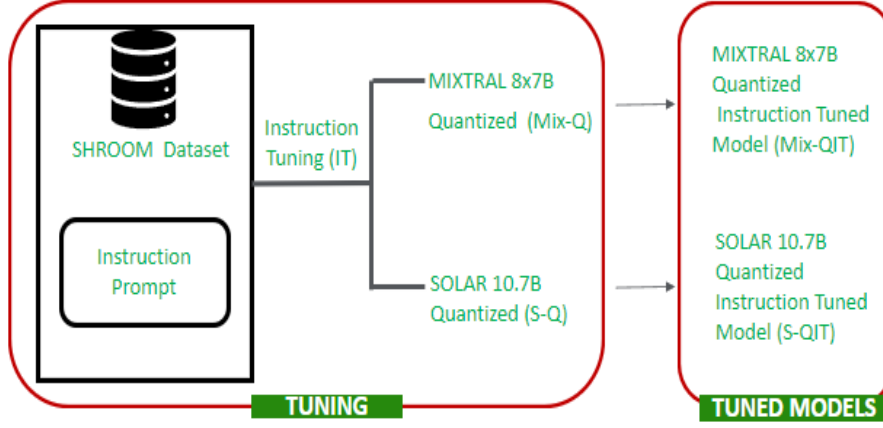 SHROOM Dataset
Instruction
Prompt
Instruction
Tuning (IT)
MIXTRAL 8x7B
Quantized (Mix-Q)
SOLAR 10.7B
Quantized (S-Q)
TUNING
MIXTRAL 8x7B
Quantized
Instruction Tuned
Model (Mix-QIT)
SOLAR 10.7B
Quantized
Instruction Tuned
Model (S-QIT)
TUNED MODELS